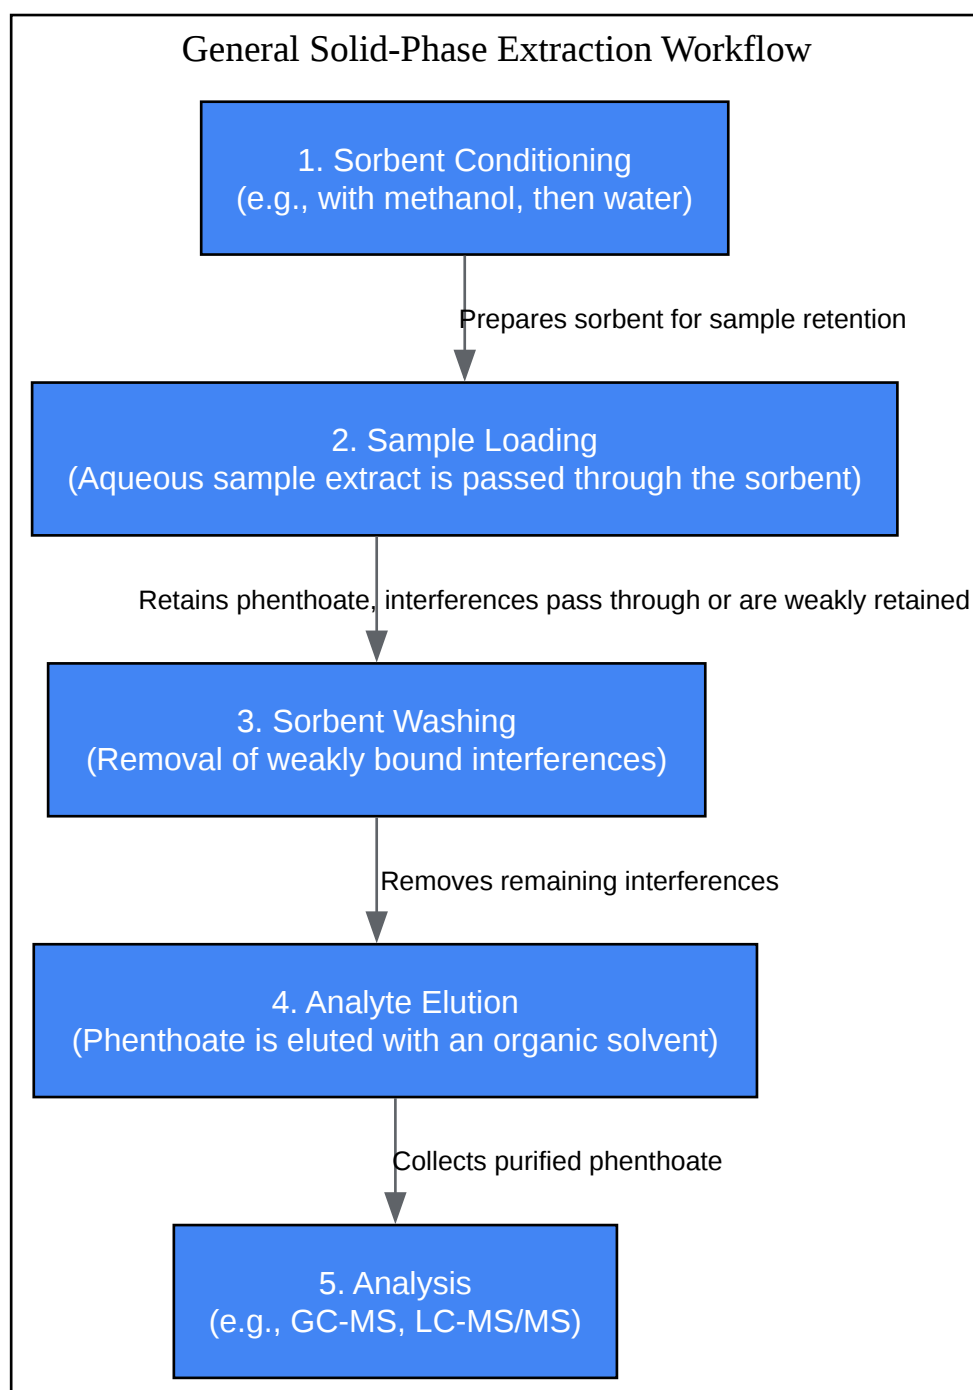 General Solid-Phase Extraction Workflow
1. Sorbent Conditioning
(e.g., with methanol, then water)
Prepares sorbent for sample retention
2. Sample Loading
(Aqueous sample extract is passed through the sorbent)
Retains phenthoate, interferences pass through or are weakly retained
3. Sorbent Washing
(Removal of weakly bound interferences)
Removes remaining interferences
4. Analyte Elution
(Phenthoate is eluted with an organic solvent)
Collects purified phenthoate
5. Analysis
(e.g., GC-MS, LC-MS/MS)